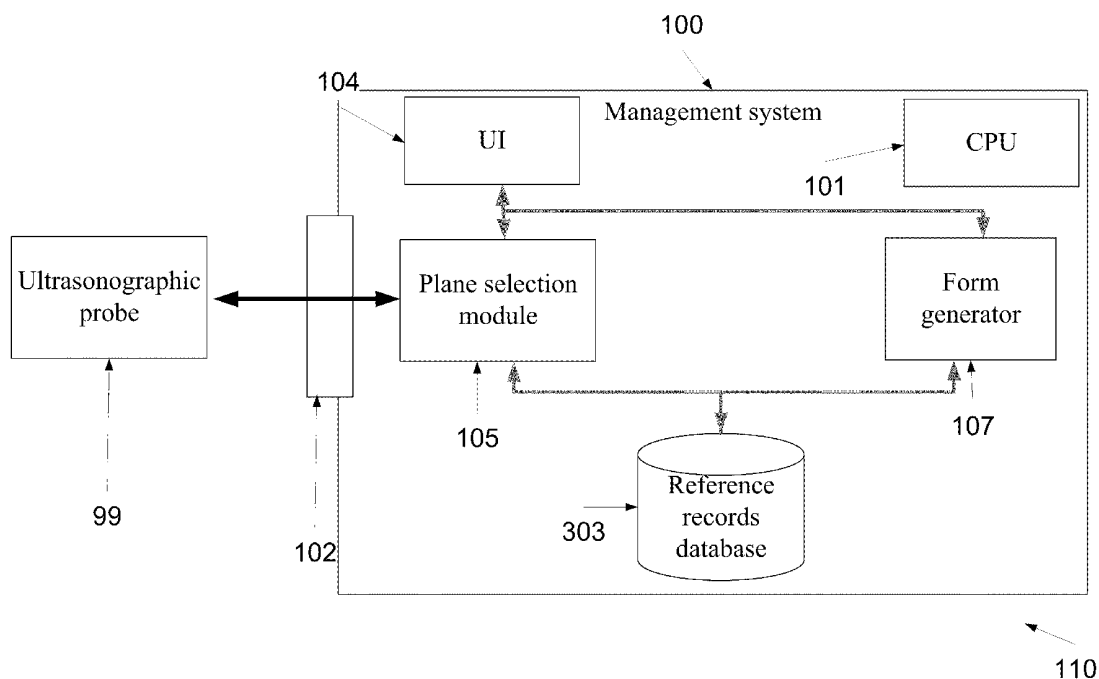 100
104
Management system
UI
CPU
101
Ultrasonographic
probe
Plane selection
module
Form
generator
105
107
99
102
303
Reference
records
database
110